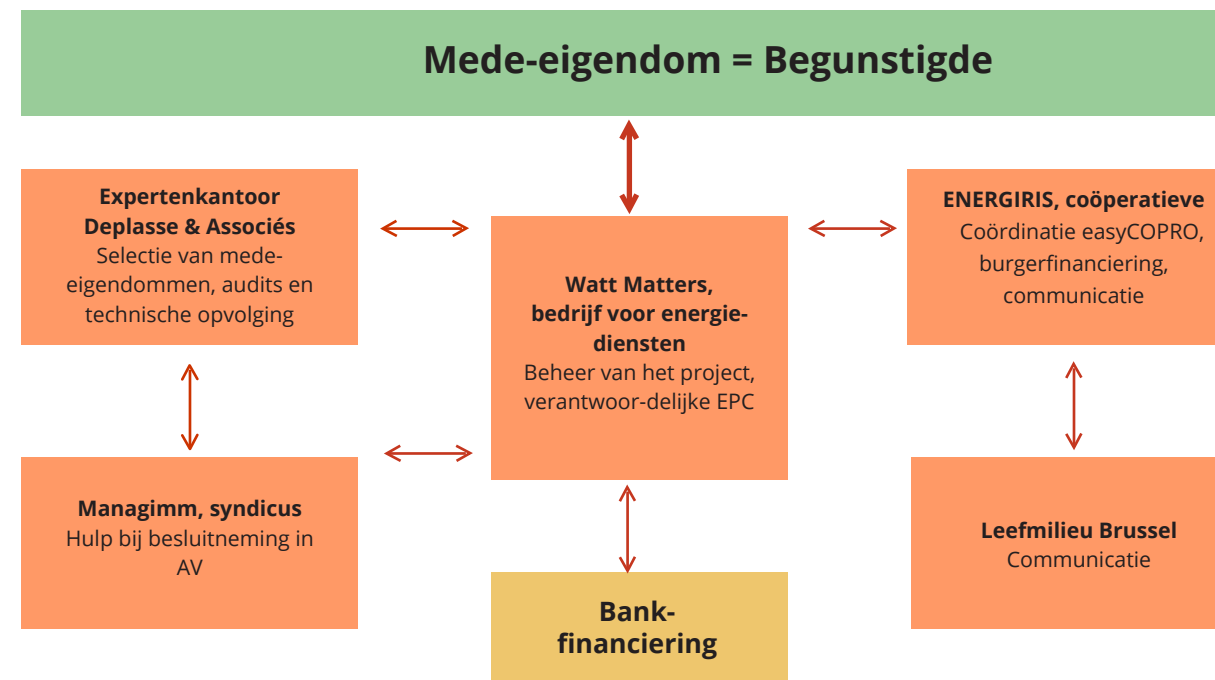 Mede-eigendom = Begunstigde
Expertenkantoor
Deplasse & Associés
Selectie van mede-
eigendommen, audits en
technische opvolging
Watt Matters,
bedrijf voor energie-
diensten
Beheer van het project,
verantwoor-delijke EPC
ENERGIRIS, coöperatieve
Coördinatie easyCOPRO,
burgerfinanciering,
communicatie
Managimm, syndicus
Hulp bij besluitneming in
AV
Leefmilieu Brussel
Communicatie
Bank-
financiering